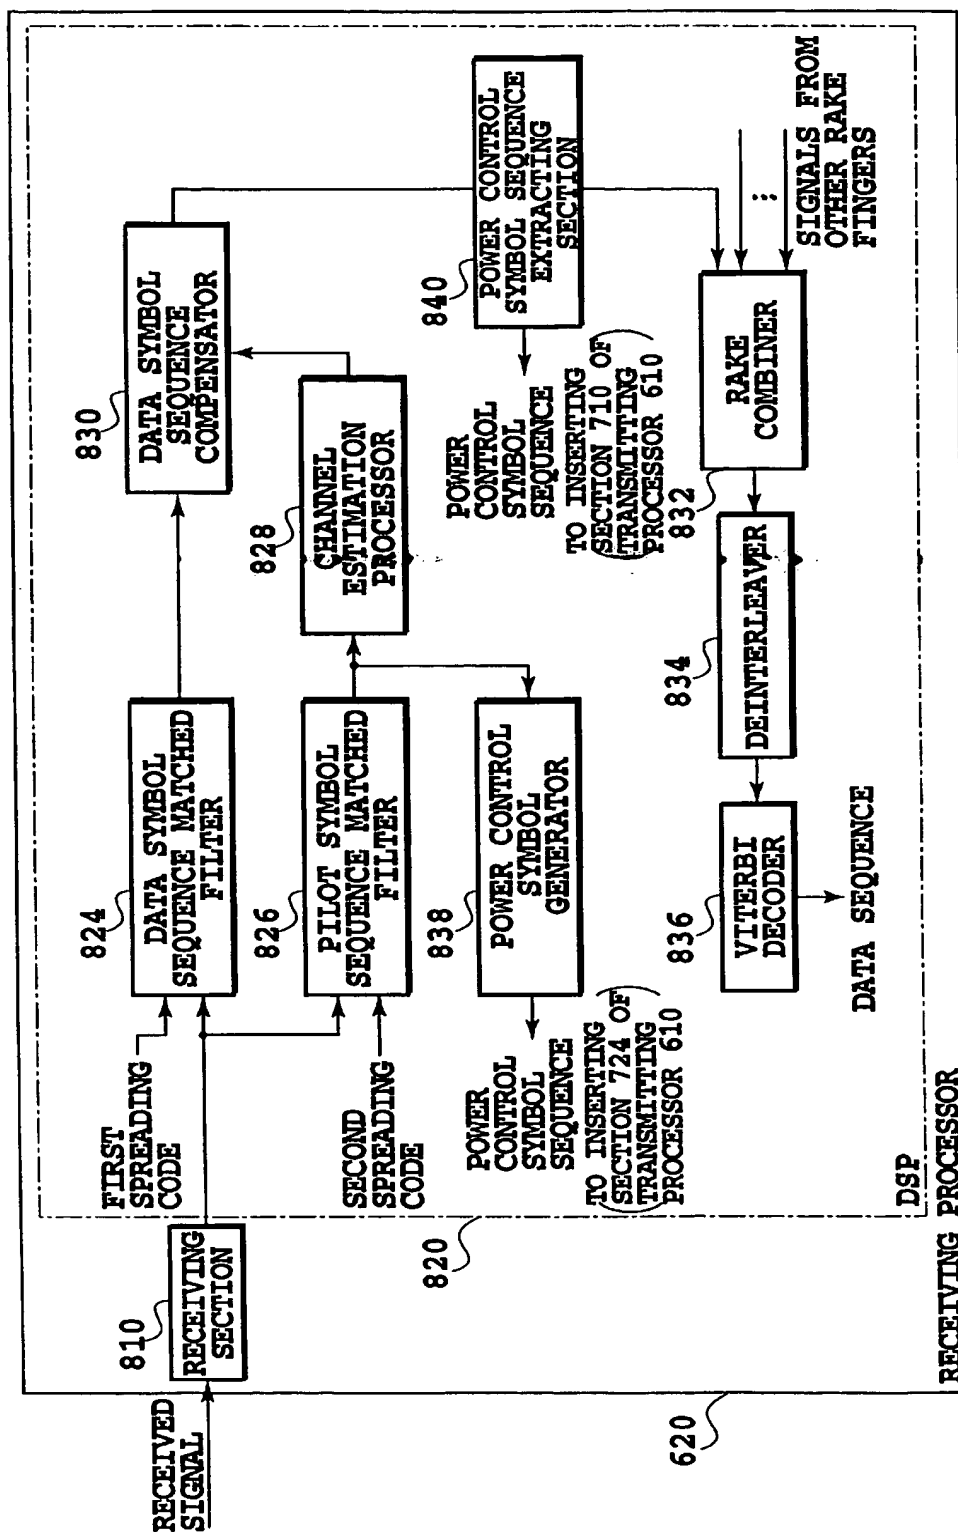 RECEIVED
SIGNAL
810
RECEIVING
SECTION
620
RECEIVING PROCESSOR
820
DSP
FIRST
SPREADING
CODE
824
DATA SYMBOL
SEQUENCE MATCHED
FILTER
830
DATA SYMBOL
SEQUENCE
COMPENSATOR
SECOND
SPREADING
CODE
826
PILOT SYMBOL
SEQUENCE MATCHED
FILTER
828
CHANNEL
ESTIMATION
PROCESSOR
838
POWER CONTROL
SYMBOL
GENERATOR
POWER
CONTROL
SYMBOL
SEQUENCE
TO INSERTING
SECTION 724 OF
TRANSMITTING
PROCESSOR 610
840
POWER CONTROL
SYMBOL SEQUENCE
EXTRACTING
SECTION
POWER
CONTROL
SYMBOL
SEQUENCE
TO INSERTING
SECTION 710 OF
TRANSMITTING
PROCESSOR 610
836
VITERBI
DECODER
834
DEINTERLEAVER
832
RAKE
COMBINER
SIGNALS FROM
OTHER RAKE
FINGERS
DATA SEQUENCE